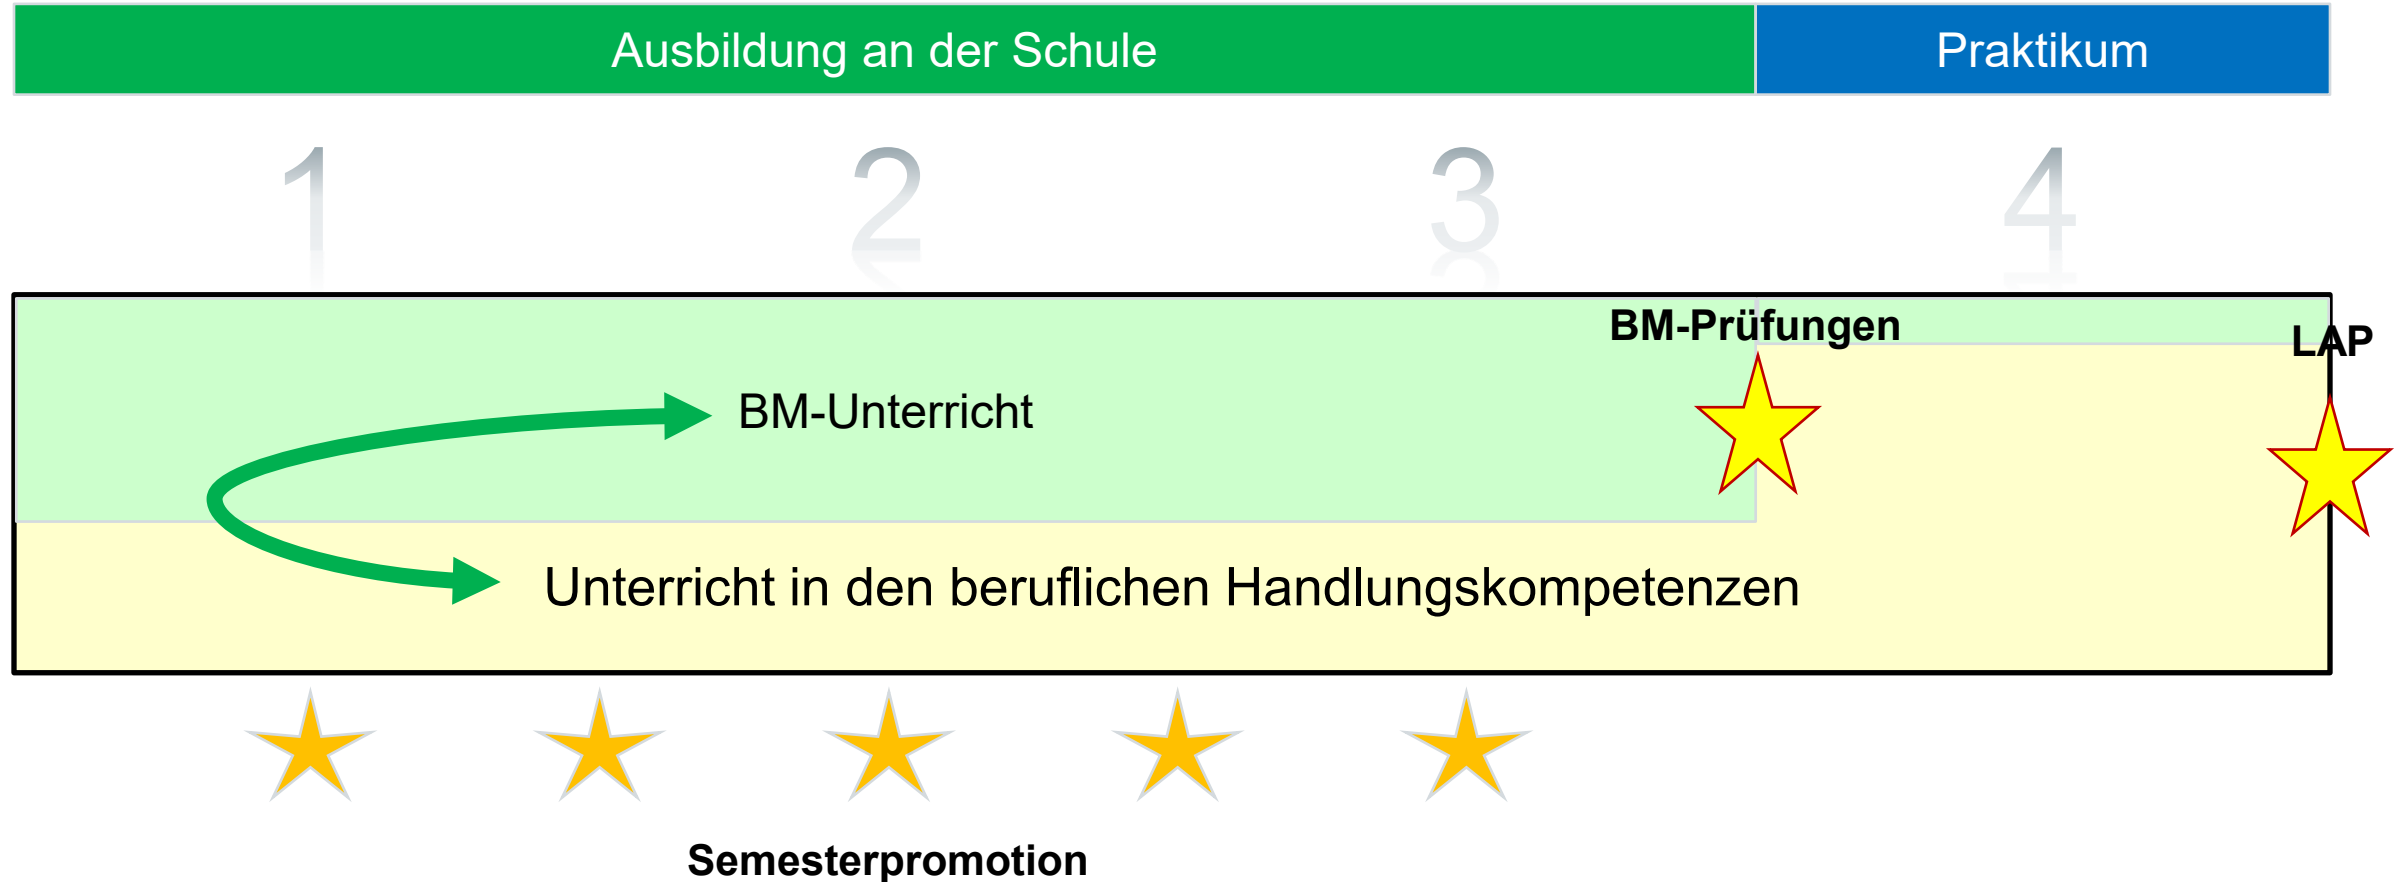 Ausbildung an der Schule
Praktikum
1
2
3
4
BM-Prüfungen
LAP
BM-Unterricht
Unterricht in den beruflichen Handlungskompetenzen
Semesterpromotion